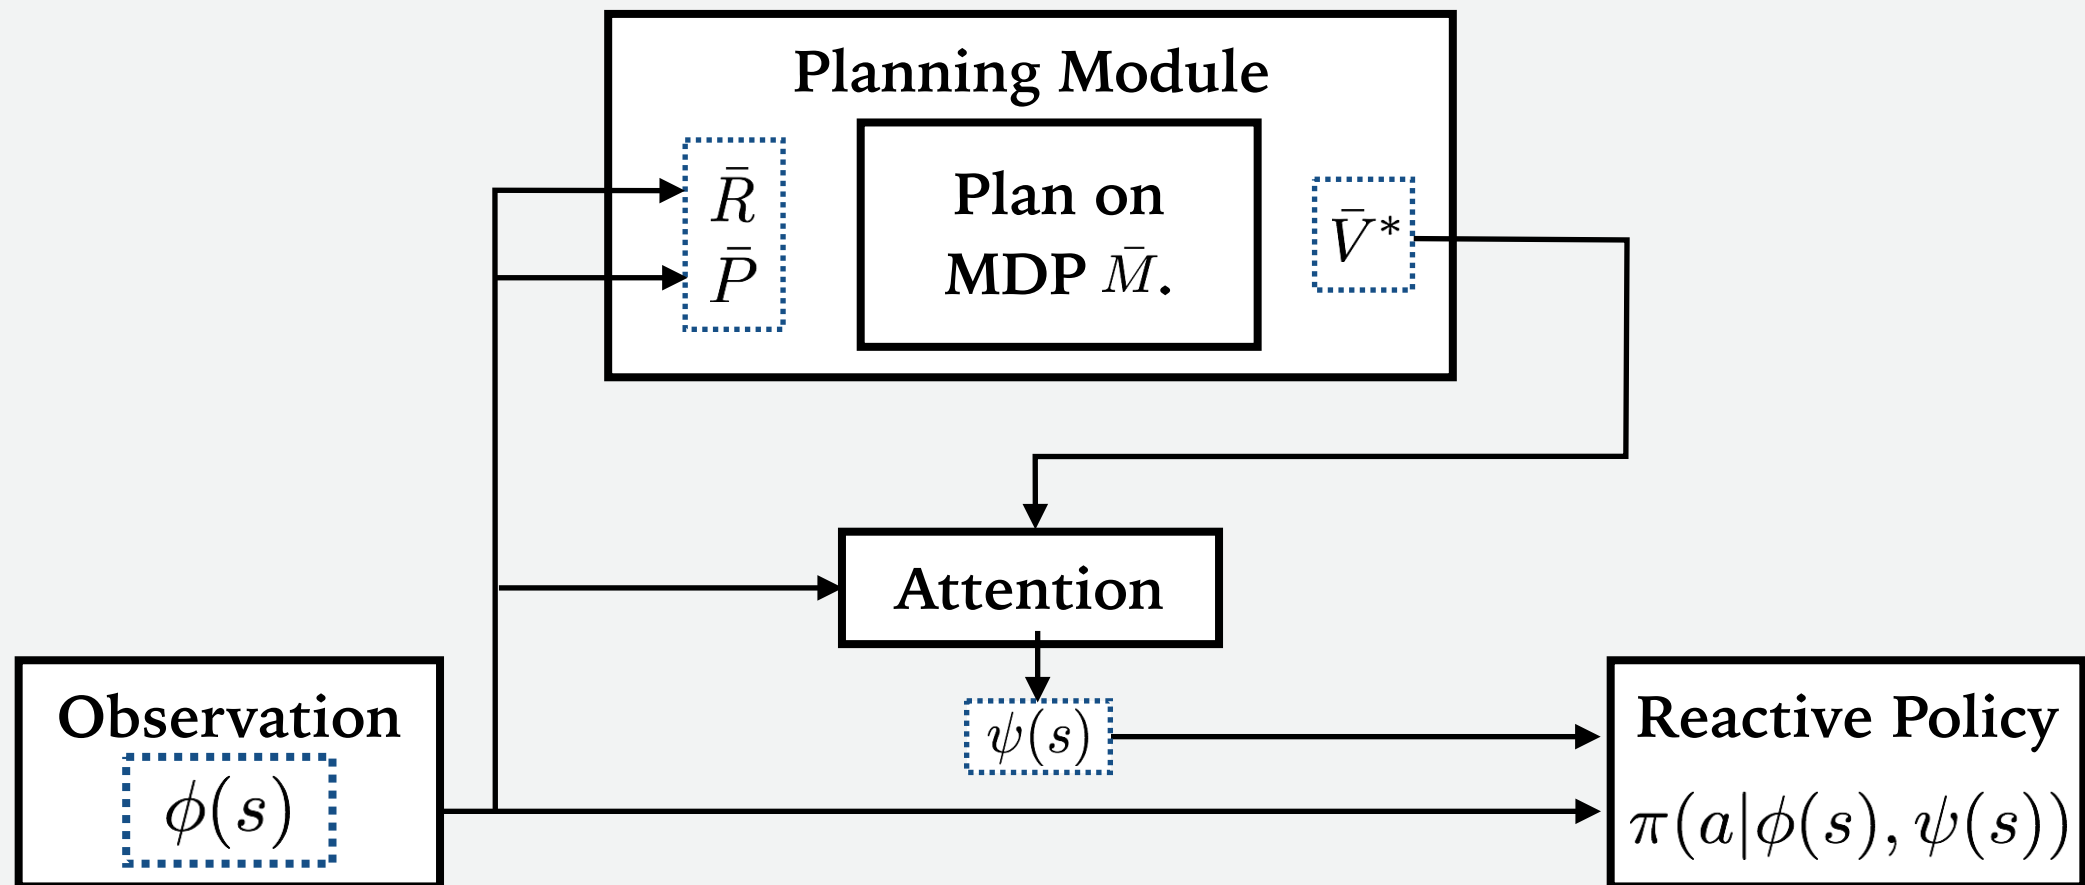 Planning Module
R̄
P̄
Plan on
MDP M̄.
V̄*
Attention
ψ(s)
Observation
ϕ(s)
Reactive Policy
π(a|ϕ(s), ψ(s))